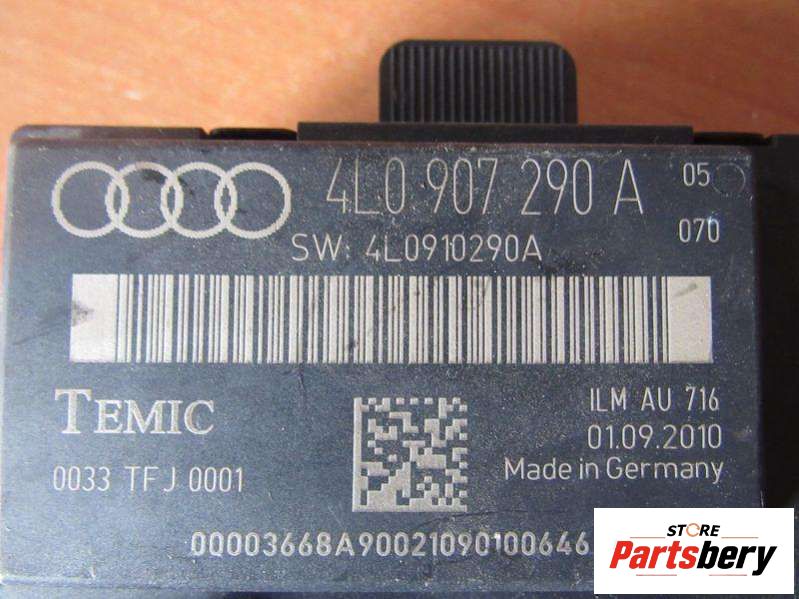 4L0 907 290 A 05
070
SW: 4L0910290A
TEMIC
ILM AU 716
01.09.2010
0033 TFJ 0001
Made in Germany
00003668A90021090100646
STORE
Partsbery